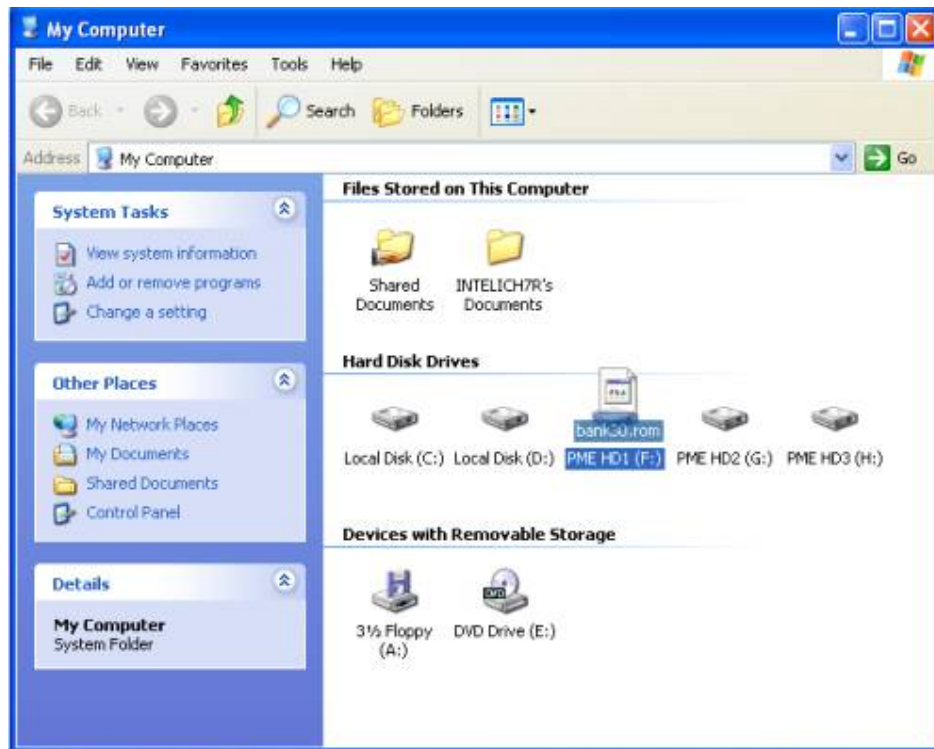 My Computer
File Edit View Favorites Tools Help
Back Search Folders
Address My Computer Go
System Tasks
View system information
Add or remove programs
Change a setting
Other Places
My Network Places
My Documents
Shared Documents
Control Panel
Details
My Computer
System Folder
Files Stored on This Computer
Shared Documents
INTELICH7R's Documents
Hard Disk Drives
bank30.rom
Local Disk (C:) Local Disk (D:) PME HD1 (F:) PME HD2 (G:) PME HD3 (H:)
Devices with Removable Storage
3½ Floppy (A:)
DVD Drive (E:)